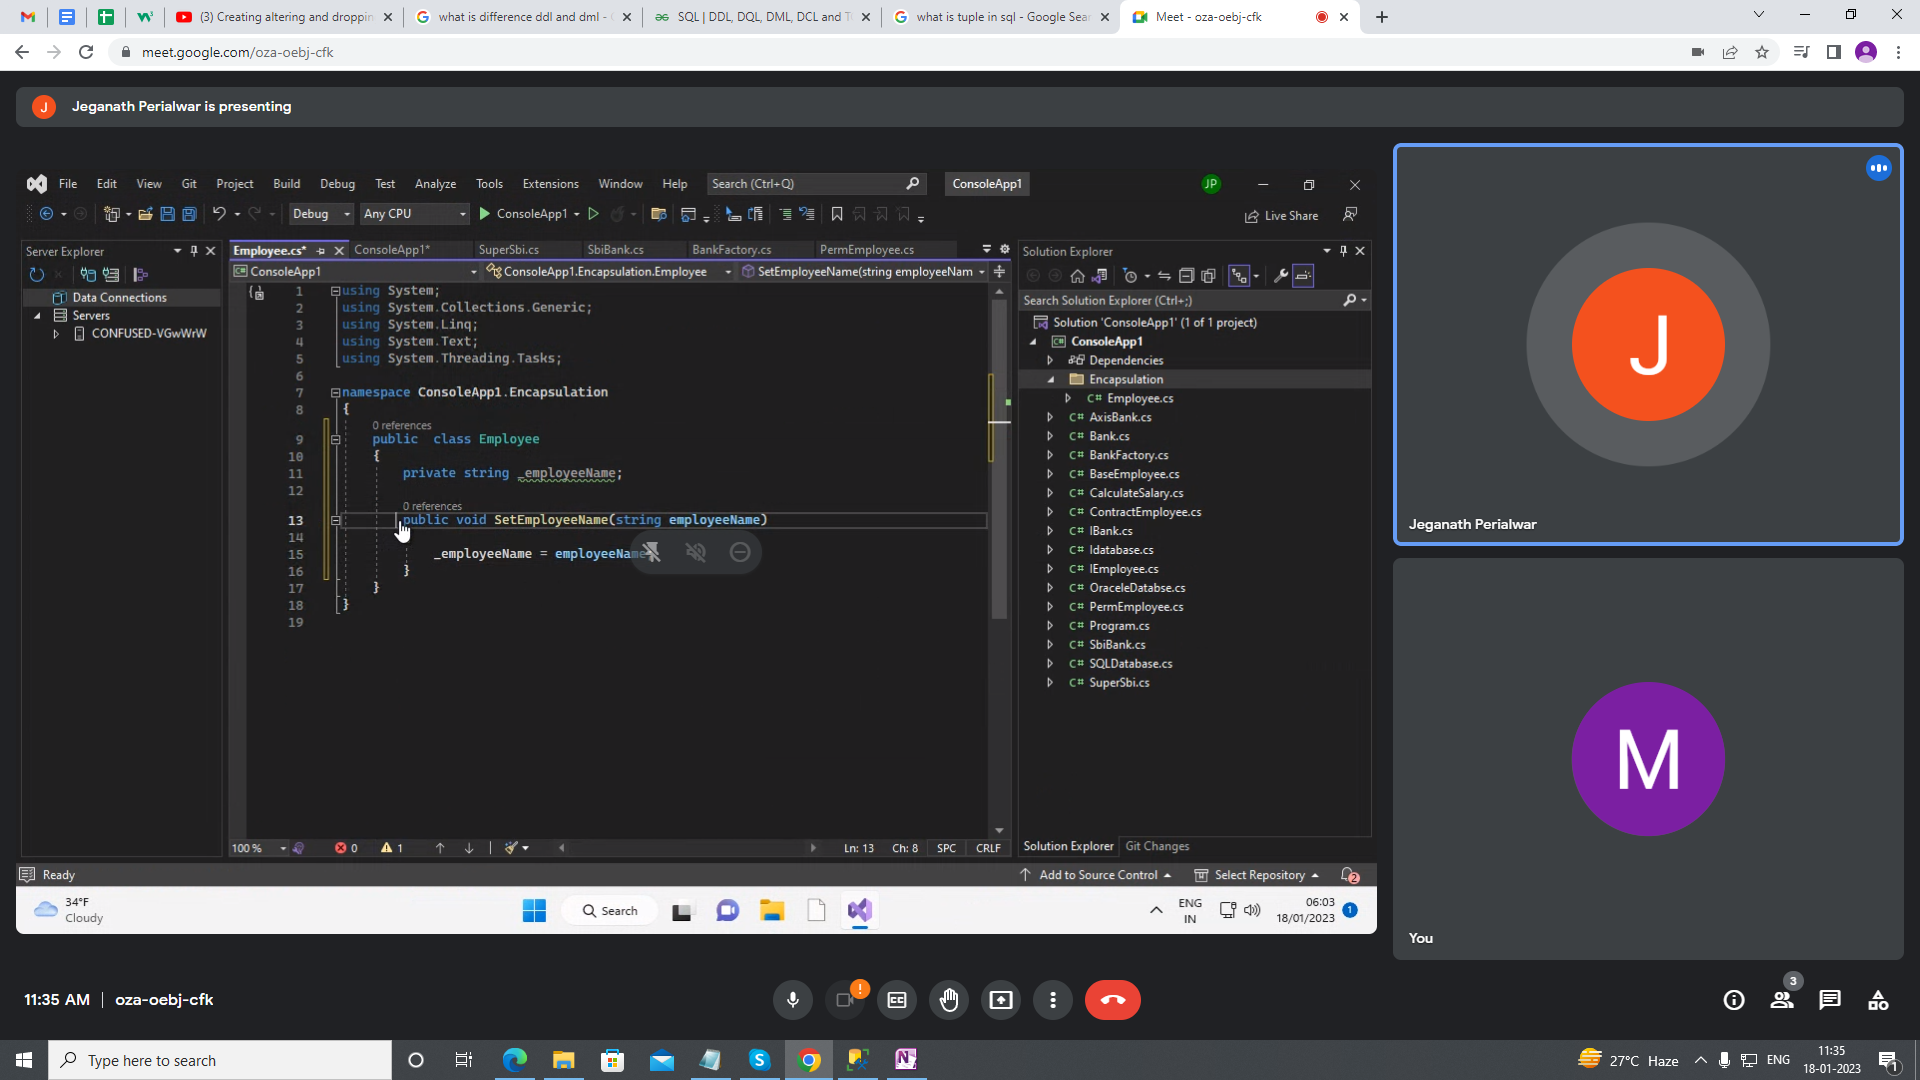 (3) Creating altering and droppin
what is difference ddl and dml - G
SQL | DDL, DQL, DML, DCL and T
what is tuple in sql - Google Sear
Meet - oza-oebj-cfk
meet.google.com/oza-oebj-cfk
J
Jeganath Perialwar is presenting
File Edit View Git Project Build Debug Test Analyze Tools Extensions Window Help
Search (Ctrl+Q)
ConsoleApp1
JP
Debug
Any CPU
ConsoleApp1
Live Share
Server Explorer
Data Connections
Servers
CONFUSED-VGwWrW
Employee.cs*
ConsoleApp1*
SuperSbi.cs
SbiBank.cs
BankFactory.cs
PermEmployee.cs
ConsoleApp1
ConsoleApp1.Encapsulation.Employee
SetEmployeeName(string employeeNam
1 using System;
2 using System.Collections.Generic;
3 using System.Linq;
4 using System.Text;
5 using System.Threading.Tasks;
6
7 namespace ConsoleApp1.Encapsulation
8 {
0 references
9 public class Employee
10 {
11 private string _employeeName;
12
0 references
13 public void SetEmployeeName(string employeeName)
14
15 _employeeName = employeeName
16 }
17 }
18 }
19
100 %
0
1
Ln: 13 Ch: 8 SPC CRLF
Solution Explorer
Search Solution Explorer (Ctrl+;)
Solution 'ConsoleApp1' (1 of 1 project)
C# ConsoleApp1
Dependencies
Encapsulation
C# Employee.cs
C# AxisBank.cs
C# Bank.cs
C# BankFactory.cs
C# BaseEmployee.cs
C# CalculateSalary.cs
C# ContractEmployee.cs
C# IBank.cs
C# Idatabase.cs
C# IEmployee.cs
C# OraceleDatabse.cs
C# PermEmployee.cs
C# Program.cs
C# SbiBank.cs
C# SQLDatabase.cs
C# SuperSbi.cs
Solution Explorer Git Changes
Ready
Add to Source Control
Select Repository
2
34°F
Cloudy
Search
ENG
IN
06:03
18/01/2023
1
J
Jeganath Perialwar
M
You
11:35 AM | oza-oebj-cfk
!
3
Type here to search
27°C Haze
ENG
11:35
18-01-2023
1